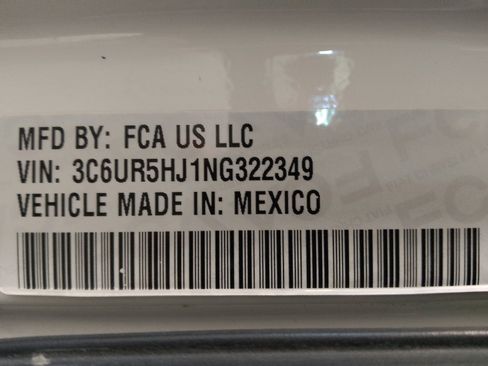 MFD BY: FCA US LLC
VIN: 3C6UR5HJ1NG322349
VEHICLE MADE IN: MEXICO